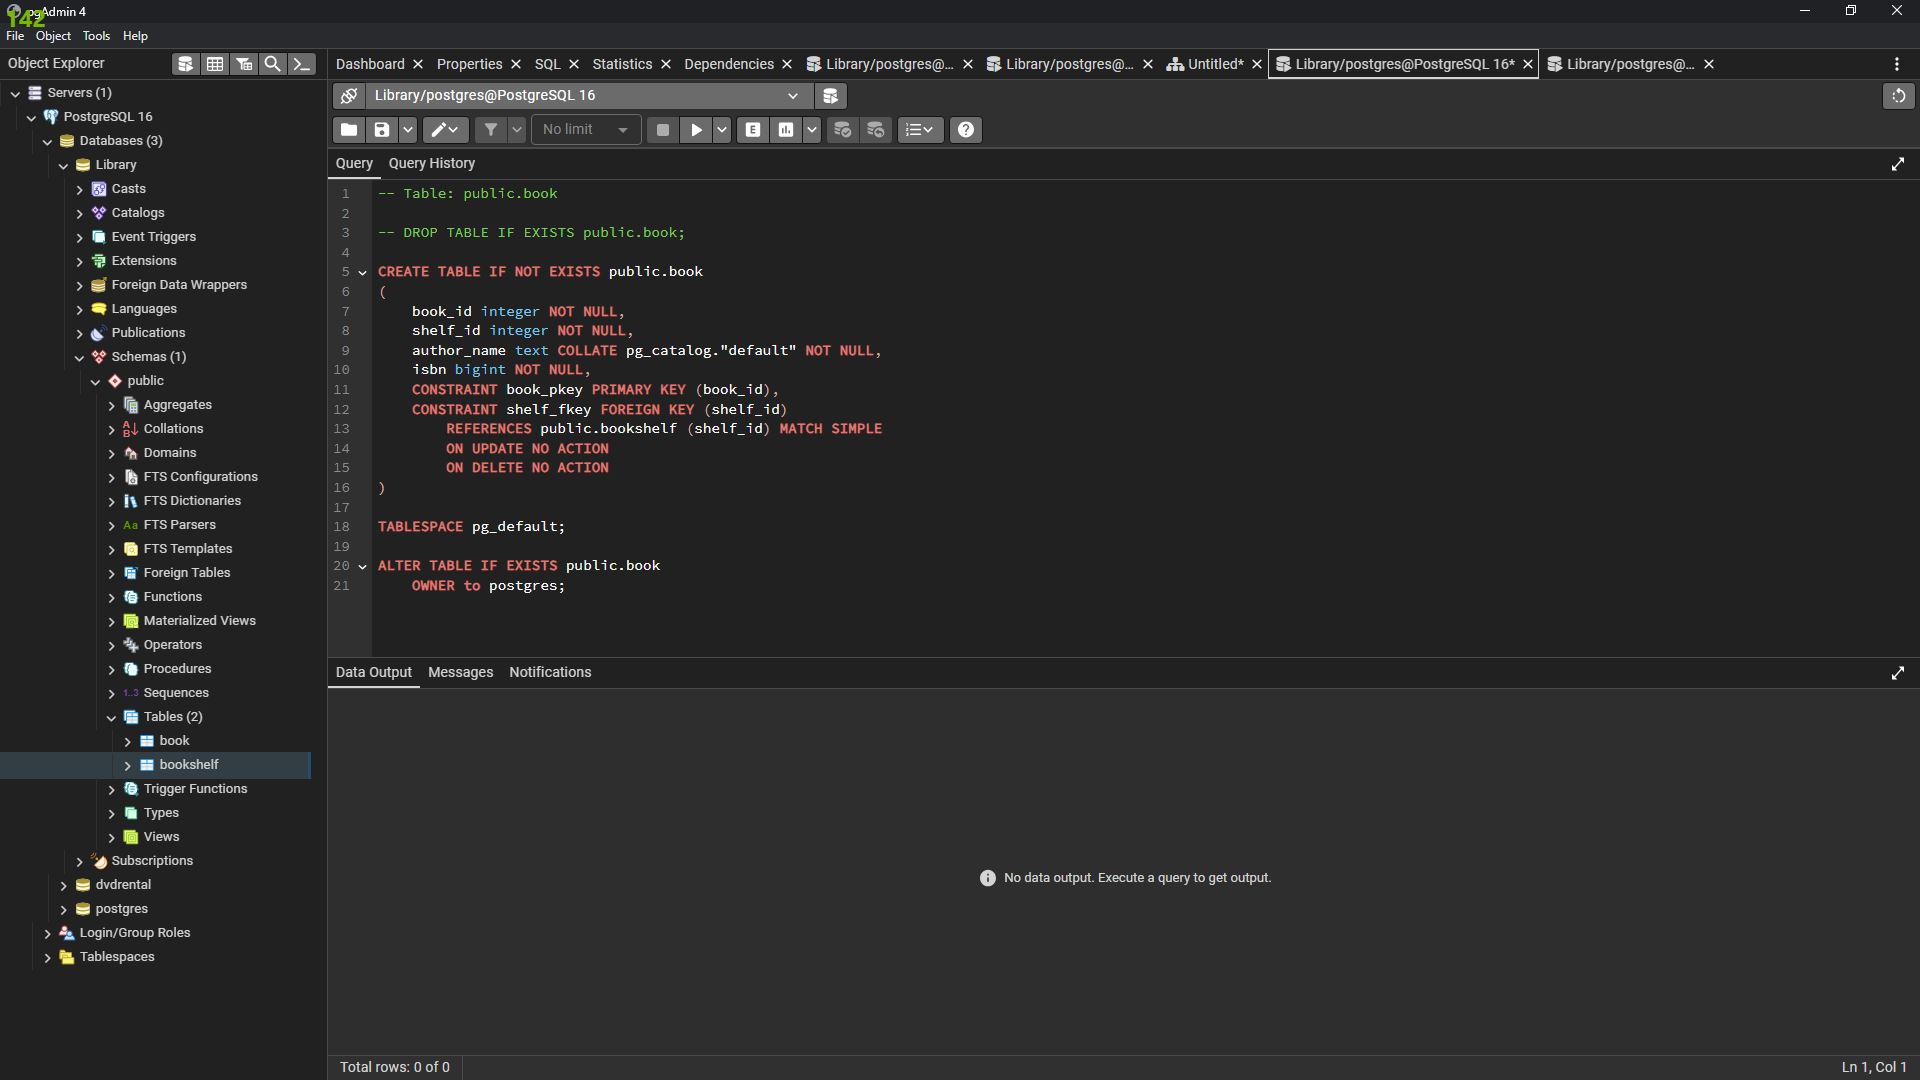 142
pgAdmin 4
File Object Tools Help
Object Explorer
Dashboard Properties SQL Statistics Dependencies Library/postgres@... Library/postgres@... Untitled* Library/postgres@PostgreSQL 16* Library/postgres@...
Servers (1)
PostgreSQL 16
Databases (3)
Library
Casts
Catalogs
Event Triggers
Extensions
Foreign Data Wrappers
Languages
Publications
Schemas (1)
public
Aggregates
Collations
Domains
FTS Configurations
FTS Dictionaries
Aa FTS Parsers
FTS Templates
Foreign Tables
Functions
Materialized Views
Operators
Procedures
1..3 Sequences
Tables (2)
book
bookshelf
Trigger Functions
Types
Views
Subscriptions
dvdrental
postgres
Login/Group Roles
Tablespaces
Library/postgres@PostgreSQL 16
No limit E
Query Query History
1 -- Table: public.book
2
3 -- DROP TABLE IF EXISTS public.book;
4
5 CREATE TABLE IF NOT EXISTS public.book
6 (
7 book_id integer NOT NULL,
8 shelf_id integer NOT NULL,
9 author_name text COLLATE pg_catalog."default" NOT NULL,
10 isbn bigint NOT NULL,
11 CONSTRAINT book_pkey PRIMARY KEY (book_id),
12 CONSTRAINT shelf_fkey FOREIGN KEY (shelf_id)
13 REFERENCES public.bookshelf (shelf_id) MATCH SIMPLE
14 ON UPDATE NO ACTION
15 ON DELETE NO ACTION
16 )
17
18 TABLESPACE pg_default;
19
20 ALTER TABLE IF EXISTS public.book
21 OWNER to postgres;
Data Output Messages Notifications
No data output. Execute a query to get output.
Total rows: 0 of 0
Ln 1, Col 1